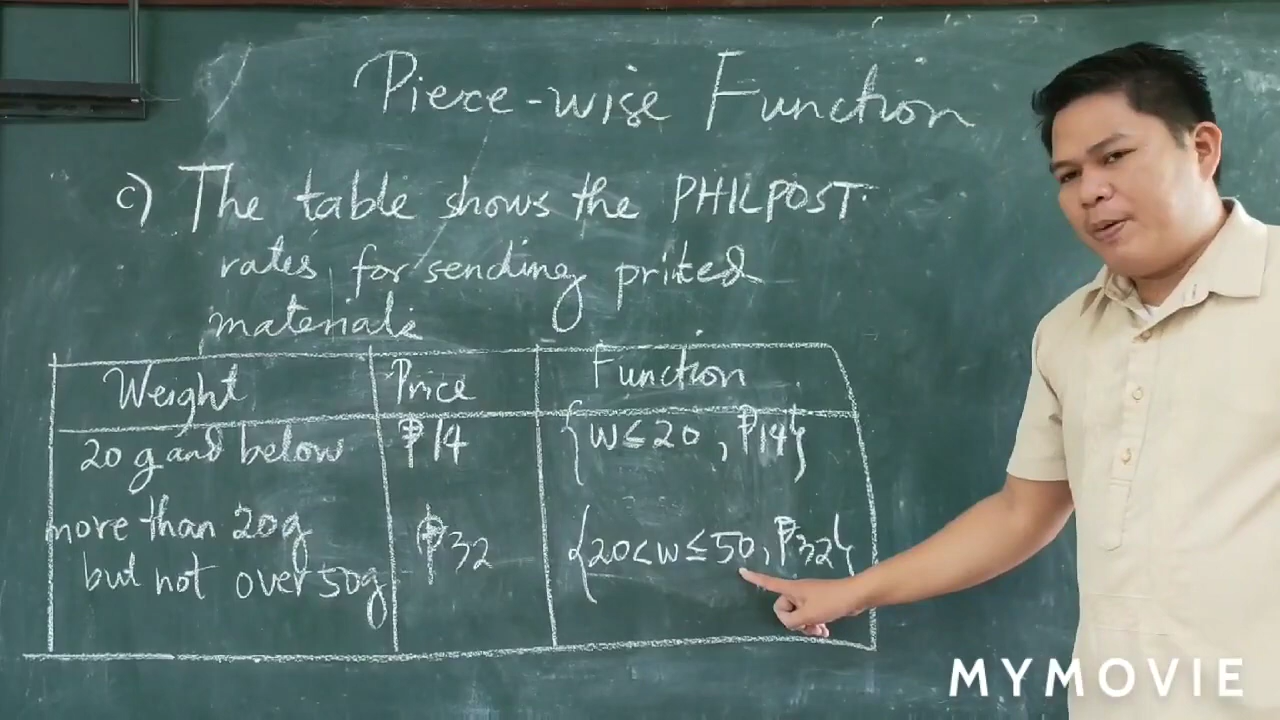 Piece-wise Function
c) The table shows the PHILPOST.
rates, for sending prited
materials
Weight Price Function
20 g and below ₱14 {w≤20, ₱14}
more than 20g
but not over 50g ₱32 {20<w≤50, ₱32}
MYMOVIE